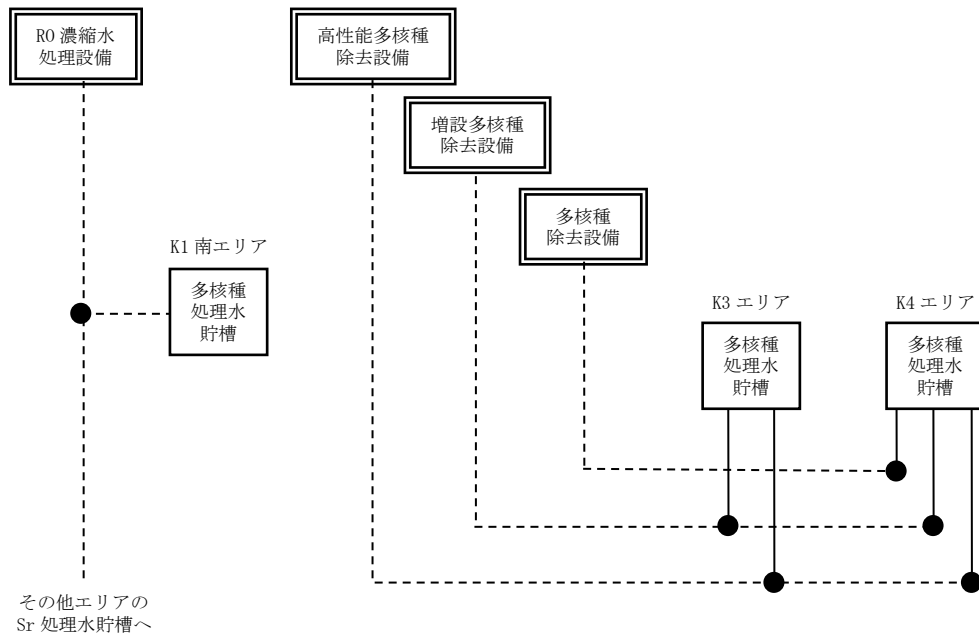 RO 濃縮水
処理設備
高性能多核種
除去設備
増設多核種
除去設備
多核種
除去設備
K1 南エリア
多核種
処理水
貯槽
K3 エリア
多核種
処理水
貯槽
K4 エリア
多核種
処理水
貯槽
その他エリアの
Sr 処理水貯槽へ